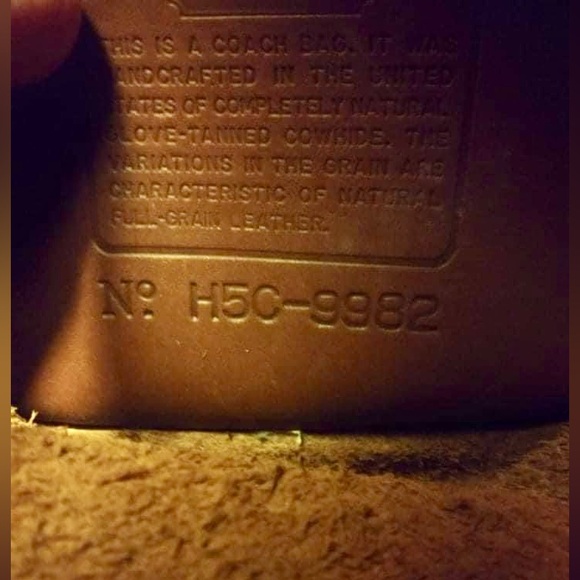 THIS IS A COACH BAG. IT WAS
HANDCRAFTED IN THE UNITED
STATES OF COMPLETELY NATURAL
GLOVE-TANNED COWHIDE. THE
VARIATIONS IN THE GRAIN ARE
CHARACTERISTIC OF NATURAL
FULL-GRAIN LEATHER.
Nº H5C-9982